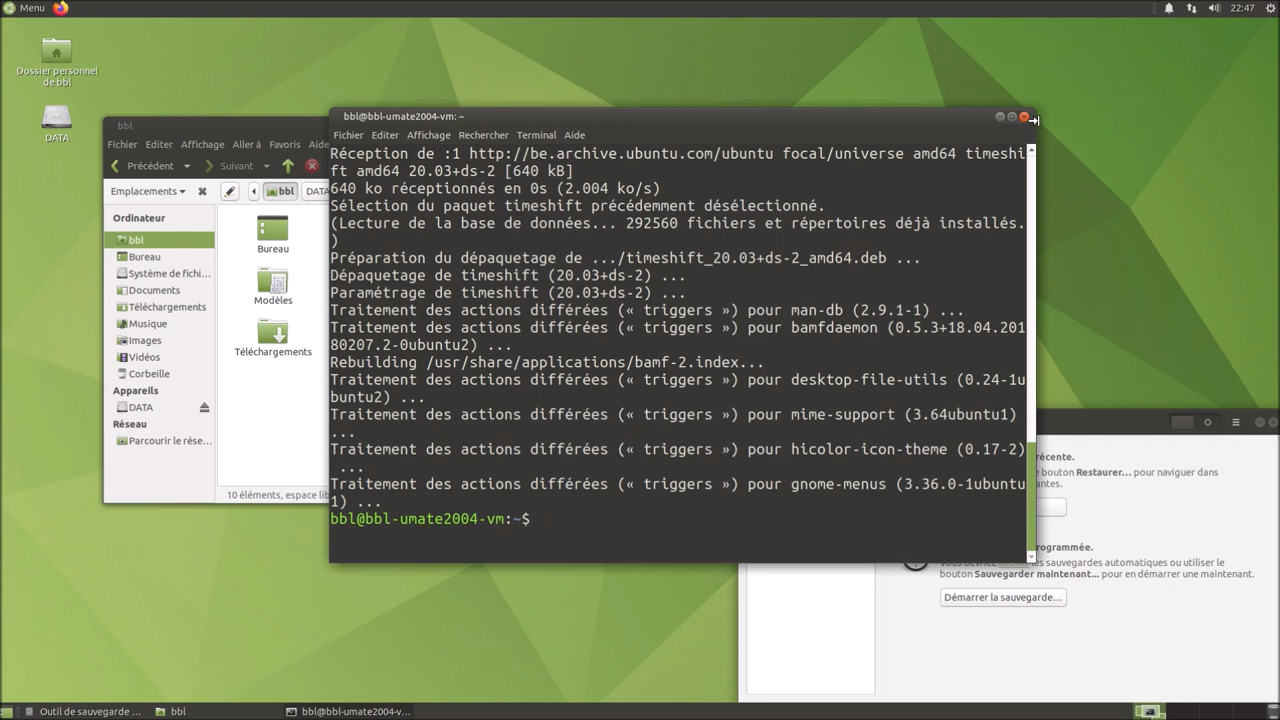 Menu
22:47
Dossier personnel
de bbl
DATA
bbl
Fichier Editer Affichage Aller à Favoris Aide
Précédent Suivant
Emplacements bbl DATA
Ordinateur
bbl
Bureau
Système de fichi...
Documents
Téléchargements
Musique
Images
Vidéos
Corbeille
Appareils
DATA
Réseau
Parcourir le rése...
Bureau
Modèles
Téléchargements
10 éléments, espace lib
bbl@bbl-umate2004-vm: ~
Fichier Editer Affichage Rechercher Terminal Aide
Réception de :1 http://be.archive.ubuntu.com/ubuntu focal/universe amd64 timeshi
ft amd64 20.03+ds-2 [640 kB]
640 ko réceptionnés en 0s (2.004 ko/s)
Sélection du paquet timeshift précédemment désélectionné.
(Lecture de la base de données... 292560 fichiers et répertoires déjà installés.
)
Préparation du dépaquetage de .../timeshift_20.03+ds-2_amd64.deb ...
Dépaquetage de timeshift (20.03+ds-2) ...
Paramétrage de timeshift (20.03+ds-2) ...
Traitement des actions différées (« triggers ») pour man-db (2.9.1-1) ...
Traitement des actions différées (« triggers ») pour bamfdaemon (0.5.3+18.04.201
80207.2-0ubuntu2) ...
Rebuilding /usr/share/applications/bamf-2.index...
Traitement des actions différées (« triggers ») pour desktop-file-utils (0.24-1u
buntu2) ...
Traitement des actions différées (« triggers ») pour mime-support (3.64ubuntu1)
...
Traitement des actions différées (« triggers ») pour hicolor-icon-theme (0.17-2)
...
Traitement des actions différées (« triggers ») pour gnome-menus (3.36.0-1ubuntu
1) ...
bbl@bbl-umate2004-vm:~$
récente.
le bouton Restaurer... pour naviguer dans
rogrammée.
les sauvegardes automatiques ou utiliser le
bouton Sauvegarder maintenant... pour en démarrer une maintenant.
Démarrer la sauvegarde...
Outil de sauvegarde ... bbl bbl@bbl-umate2004-v...